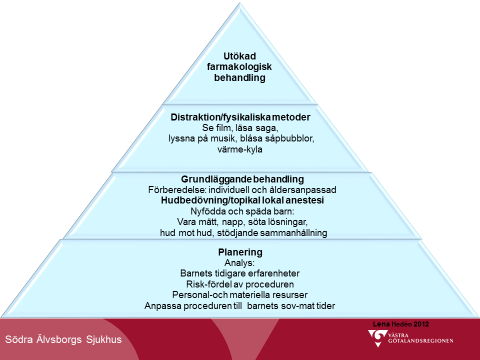 Utökad
farmakologisk
behandling
Distraktion/fysikaliska metoder
Se film, läsa saga,
lyssna på musik, blåsa såpbubblor,
värme-kyla
Grundläggande behandling
Förberedelse: individuell och åldersanpassad
Hudbedövning/topikal lokal anestesi
Nyfödda och späda barn:
Vara mätt, napp, söta lösningar,
hud mot hud, stödjande sammanhållning
Planering
Analys:
Barnets tidigare erfarenheter
Risk-fördel av proceduren
Personal-och materiella resurser
Anpassa proceduren till barnets sov-mat tider
Lena Hedéo 2012
Södra Älvsborgs Sjukhus
VÄSTRA
GÖTALANDSREGIONEN